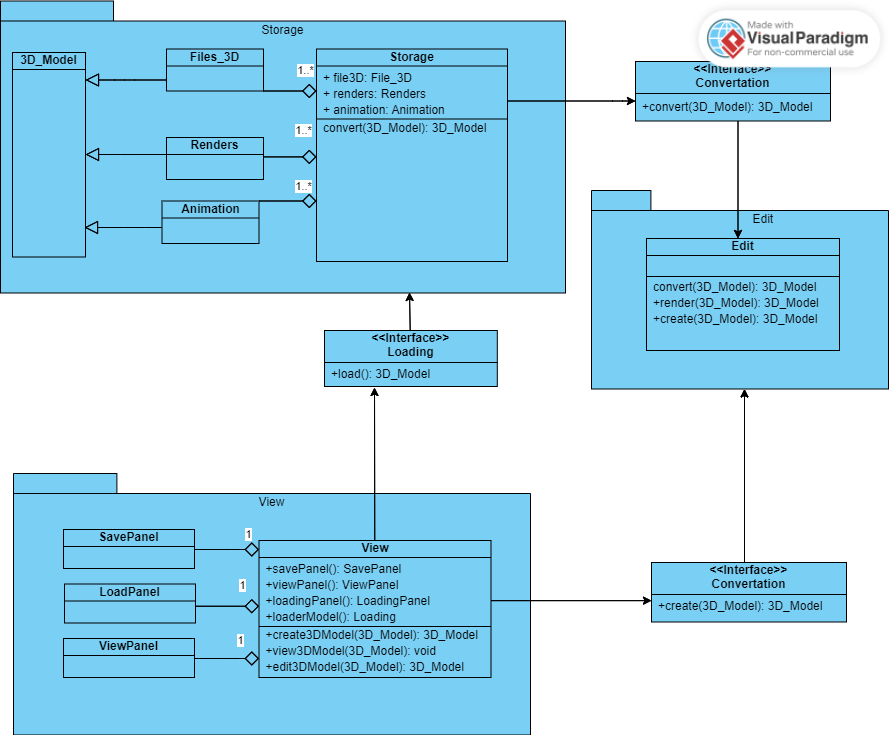 Made with
VisualParadigm
For non-commercial use
Storage
3D_Model
Files_3D
1..*
Storage
+ file3D: File_3D
+ renders: Renders
+ animation: Animation
convert(3D_Model): 3D_Model
<<Interface>>
Convertation
+convert(3D_Model): 3D_Model
1..*
Renders
1..*
Animation
Edit
Edit
convert(3D_Model): 3D_Model
+render(3D_Model): 3D_Model
+create(3D_Model): 3D_Model
<<Interface>>
Loading
+load(): 3D_Model
View
SavePanel
1
LoadPanel
1
ViewPanel
1
View
+savePanel(): SavePanel
+viewPanel(): ViewPanel
+loadingPanel(): LoadingPanel
+loaderModel(): Loading
+create3DModel(3D_Model): 3D_Model
+view3DModel(3D_Model): void
+edit3DModel(3D_Model): 3D_Model
<<Interface>>
Convertation
+create(3D_Model): 3D_Model